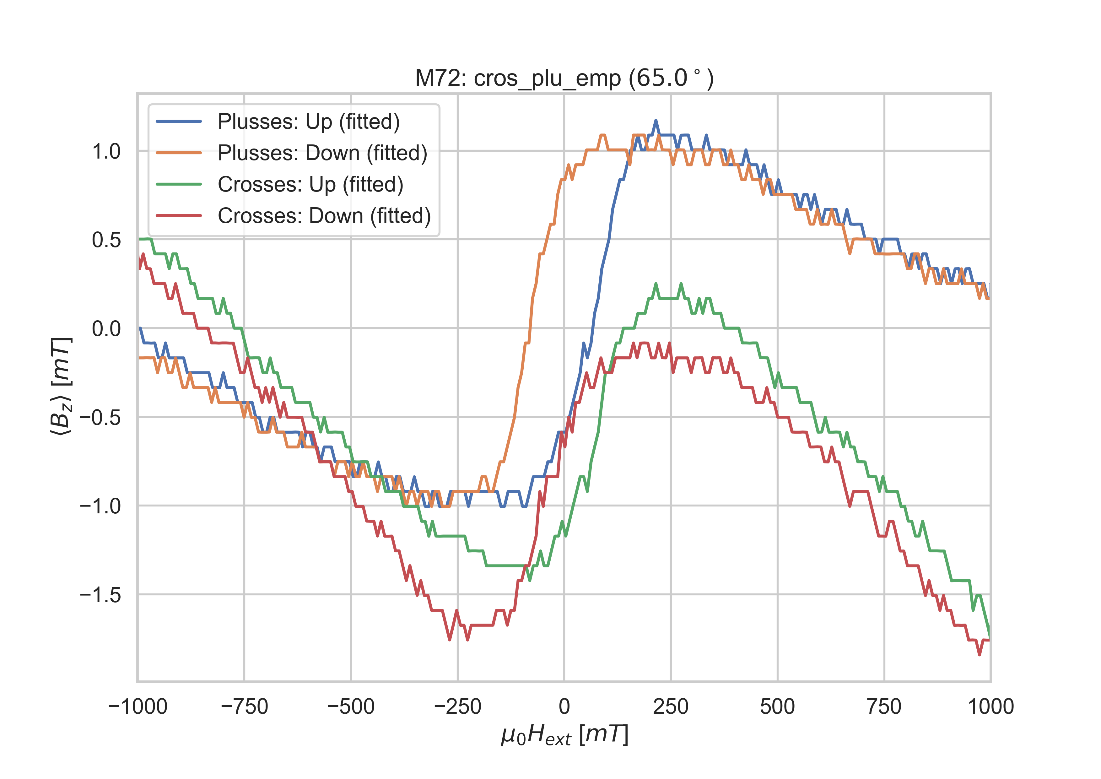 M72: cros_plu_emp (65.0°)
Plusses: Up (fitted)
Plusses: Down (fitted)
Crosses: Up (fitted)
Crosses: Down (fitted)
1.0
0.5
0.0
−0.5
−1.0
−1.5
⟨B_z⟩ [mT]
−1000 −750 −500 −250 0 250 500 750 1000
μ₀H_ext [mT]